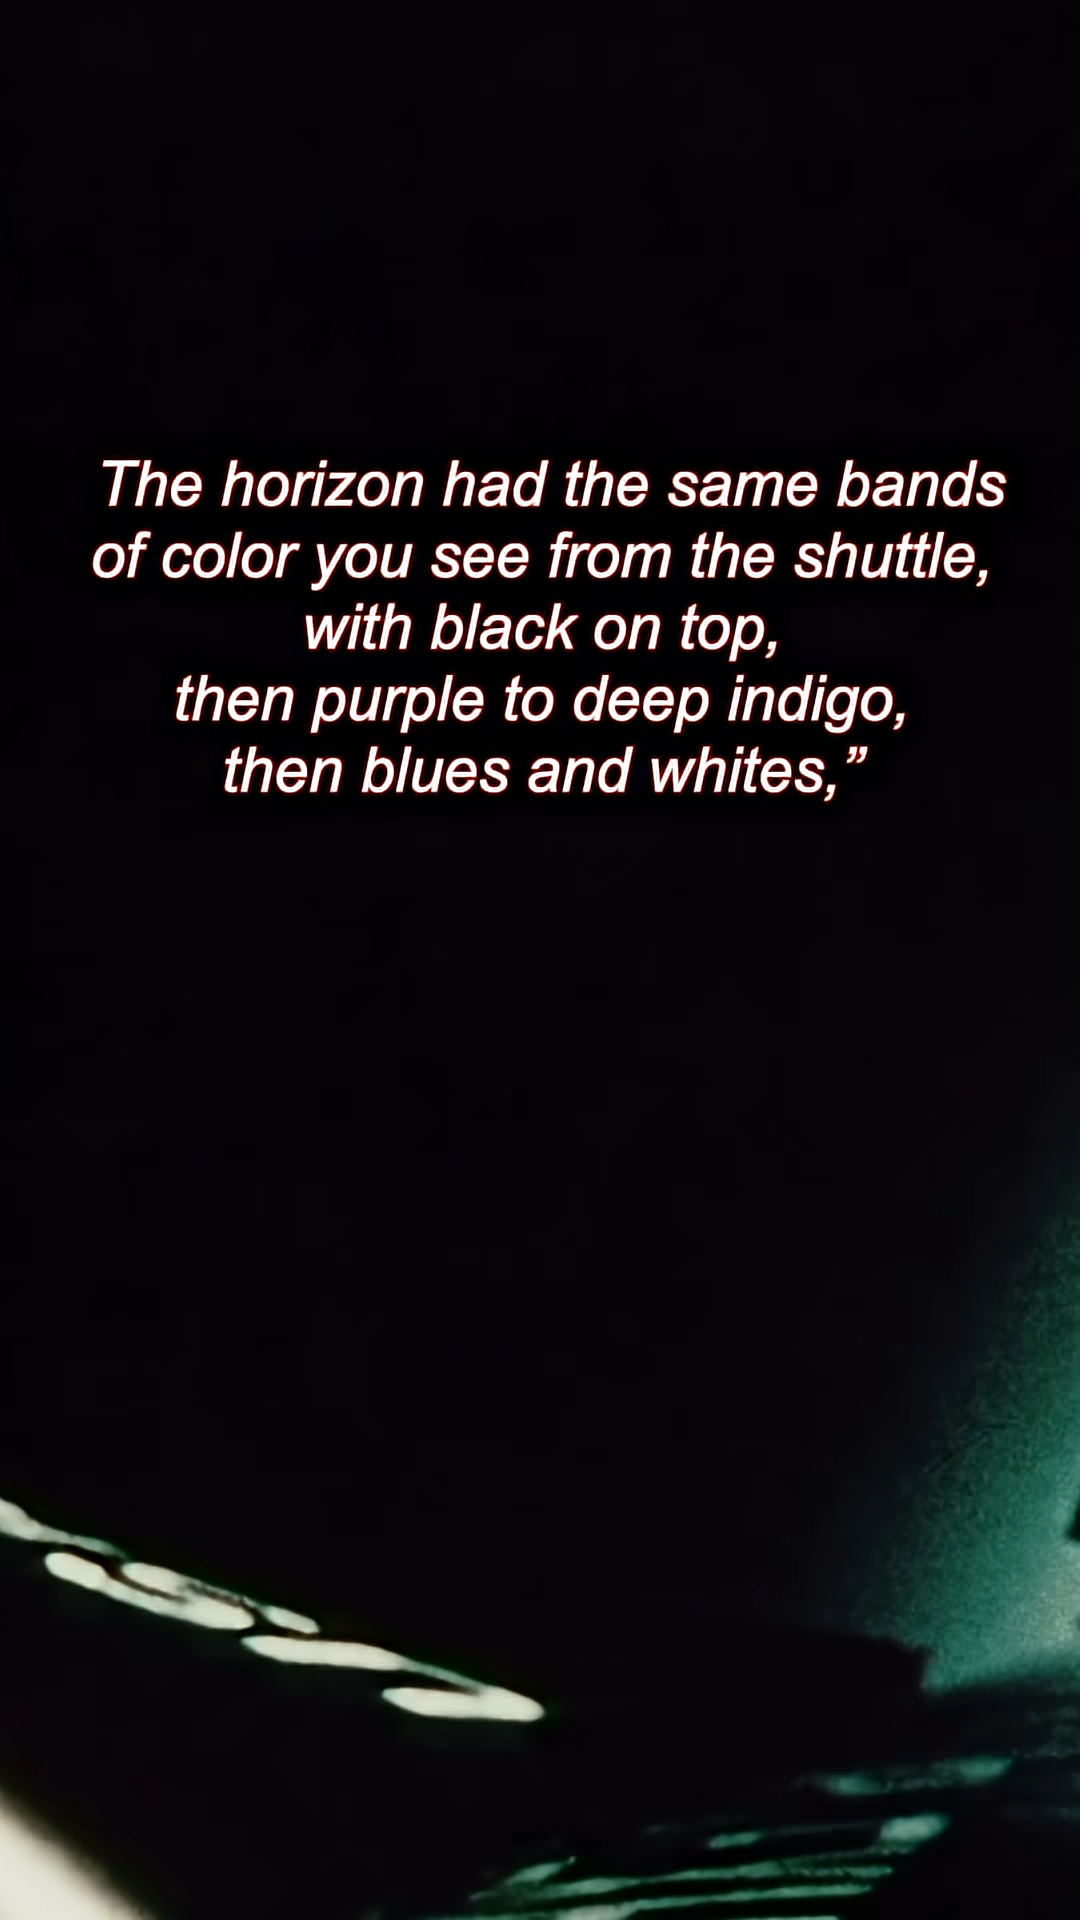 The horizon had the same bands
of color you see from the shuttle,
with black on top,
then purple to deep indigo,
then blues and whites,”